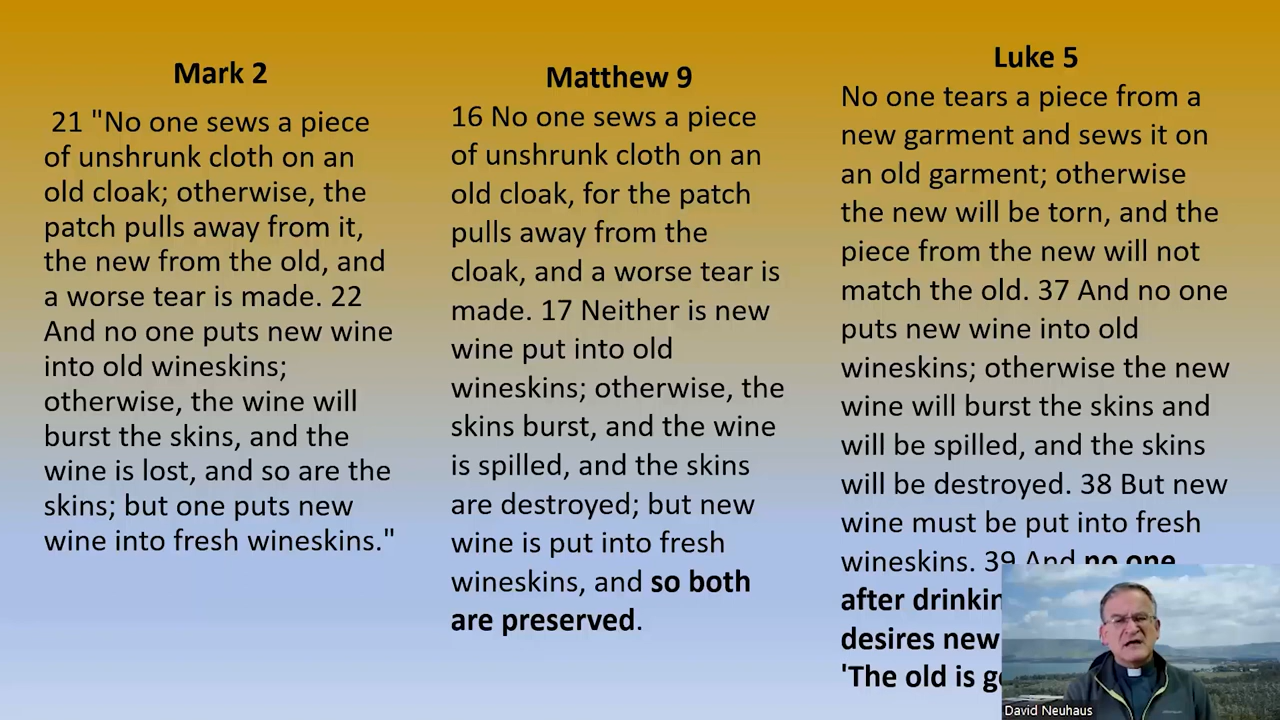 Mark 2
21 "No one sews a piece
of unshrunk cloth on an
old cloak; otherwise, the
patch pulls away from it,
the new from the old, and
a worse tear is made. 22
And no one puts new wine
into old wineskins;
otherwise, the wine will
burst the skins, and the
wine is lost, and so are the
skins; but one puts new
wine into fresh wineskins."
Matthew 9
16 No one sews a piece
of unshrunk cloth on an
old cloak, for the patch
pulls away from the
cloak, and a worse tear is
made. 17 Neither is new
wine put into old
wineskins; otherwise, the
skins burst, and the wine
is spilled, and the skins
are destroyed; but new
wine is put into fresh
wineskins, and so both
are preserved.
Luke 5
No one tears a piece from a
new garment and sews it on
an old garment; otherwise
the new will be torn, and the
piece from the new will not
match the old. 37 And no one
puts new wine into old
wineskins; otherwise the new
wine will burst the skins and
will be spilled, and the skins
will be destroyed. 38 But new
wine must be put into fresh
wineskins. 39 And no one
after
desires new
'The old is
David Neuhaus